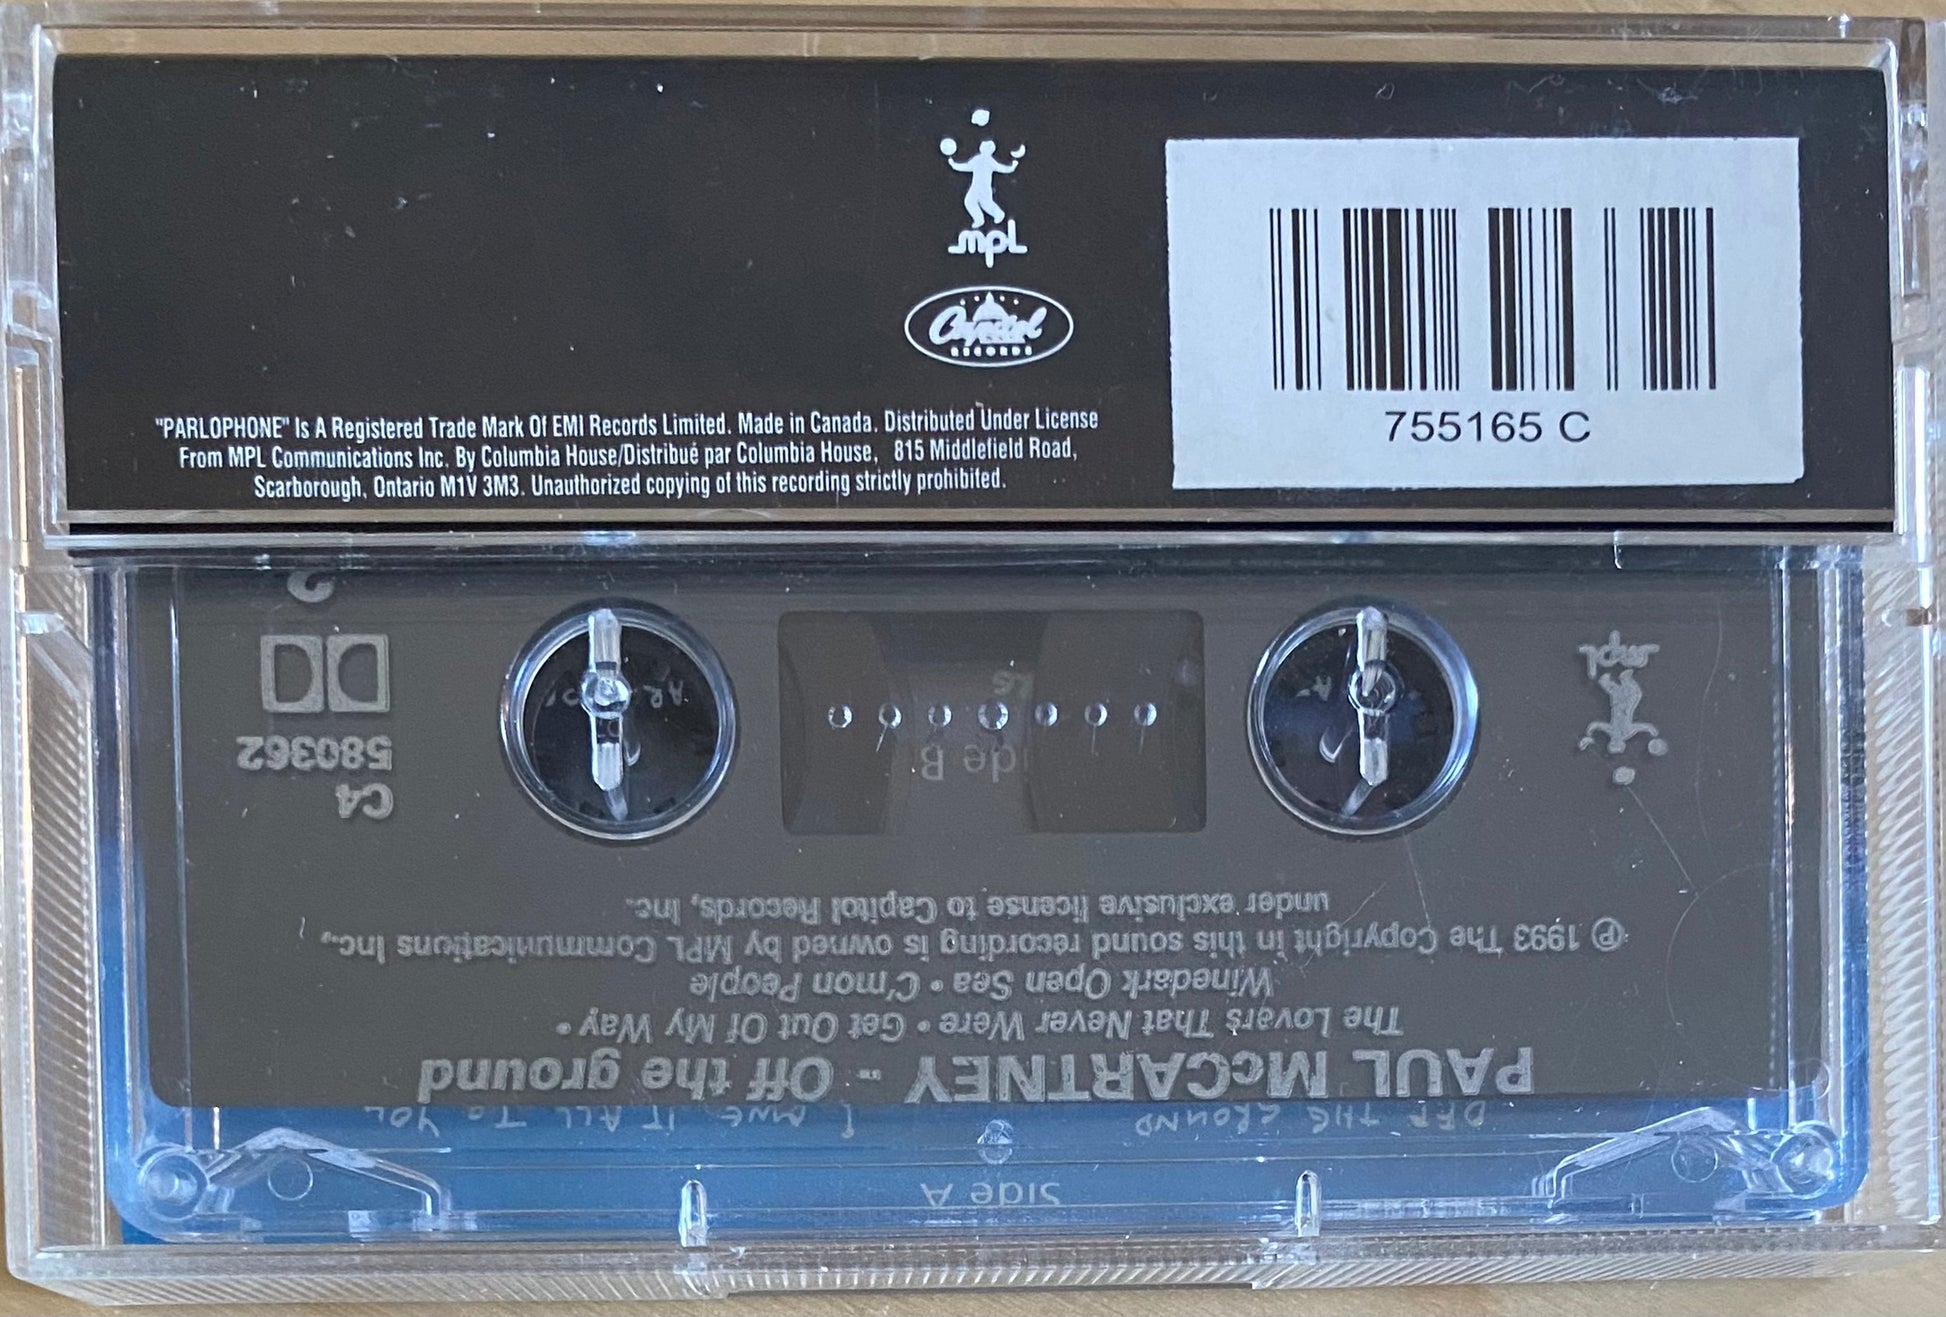 mpl
Capitol
RECORDS
"PARLOPHONE" Is A Registered Trade Mark Of EMI Records Limited. Made in Canada. Distributed Under License
From MPL Communications Inc. By Columbia House/Distribué par Columbia House, 815 Middlefield Road,
Scarborough, Ontario M1V 3M3. Unauthorized copying of this recording strictly prohibited.
755165 C
Side A
OFF THE GROUND
I OWE IT ALL TO YOU
PAUL McCARTNEY - Off the ground
The Lovers That Never Were • Get Out Of My Way •
Winedark Open Sea • C'mon People
℗ 1993 The Copyright in this sound recording is owned by MPL Communications Inc.,
under exclusive license to Capitol Records, Inc.
C4
580362
2
mpl
ide B